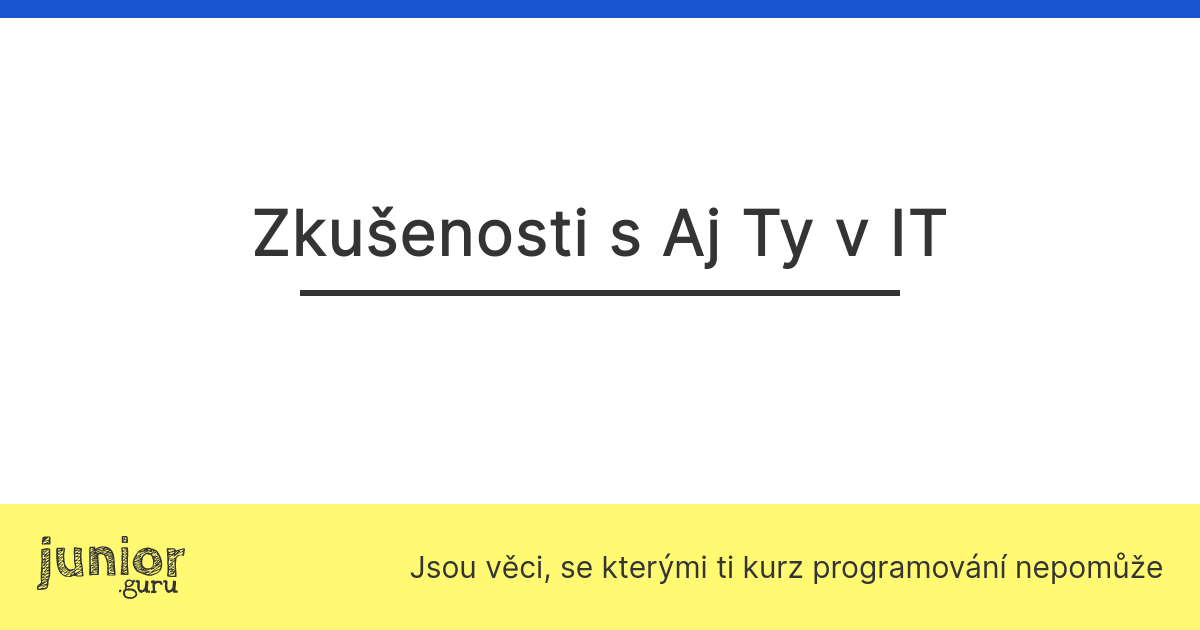 Zkušenosti s Aj Ty v IT
junior
.guru
Jsou věci, se kterými ti kurz programování nepomůže